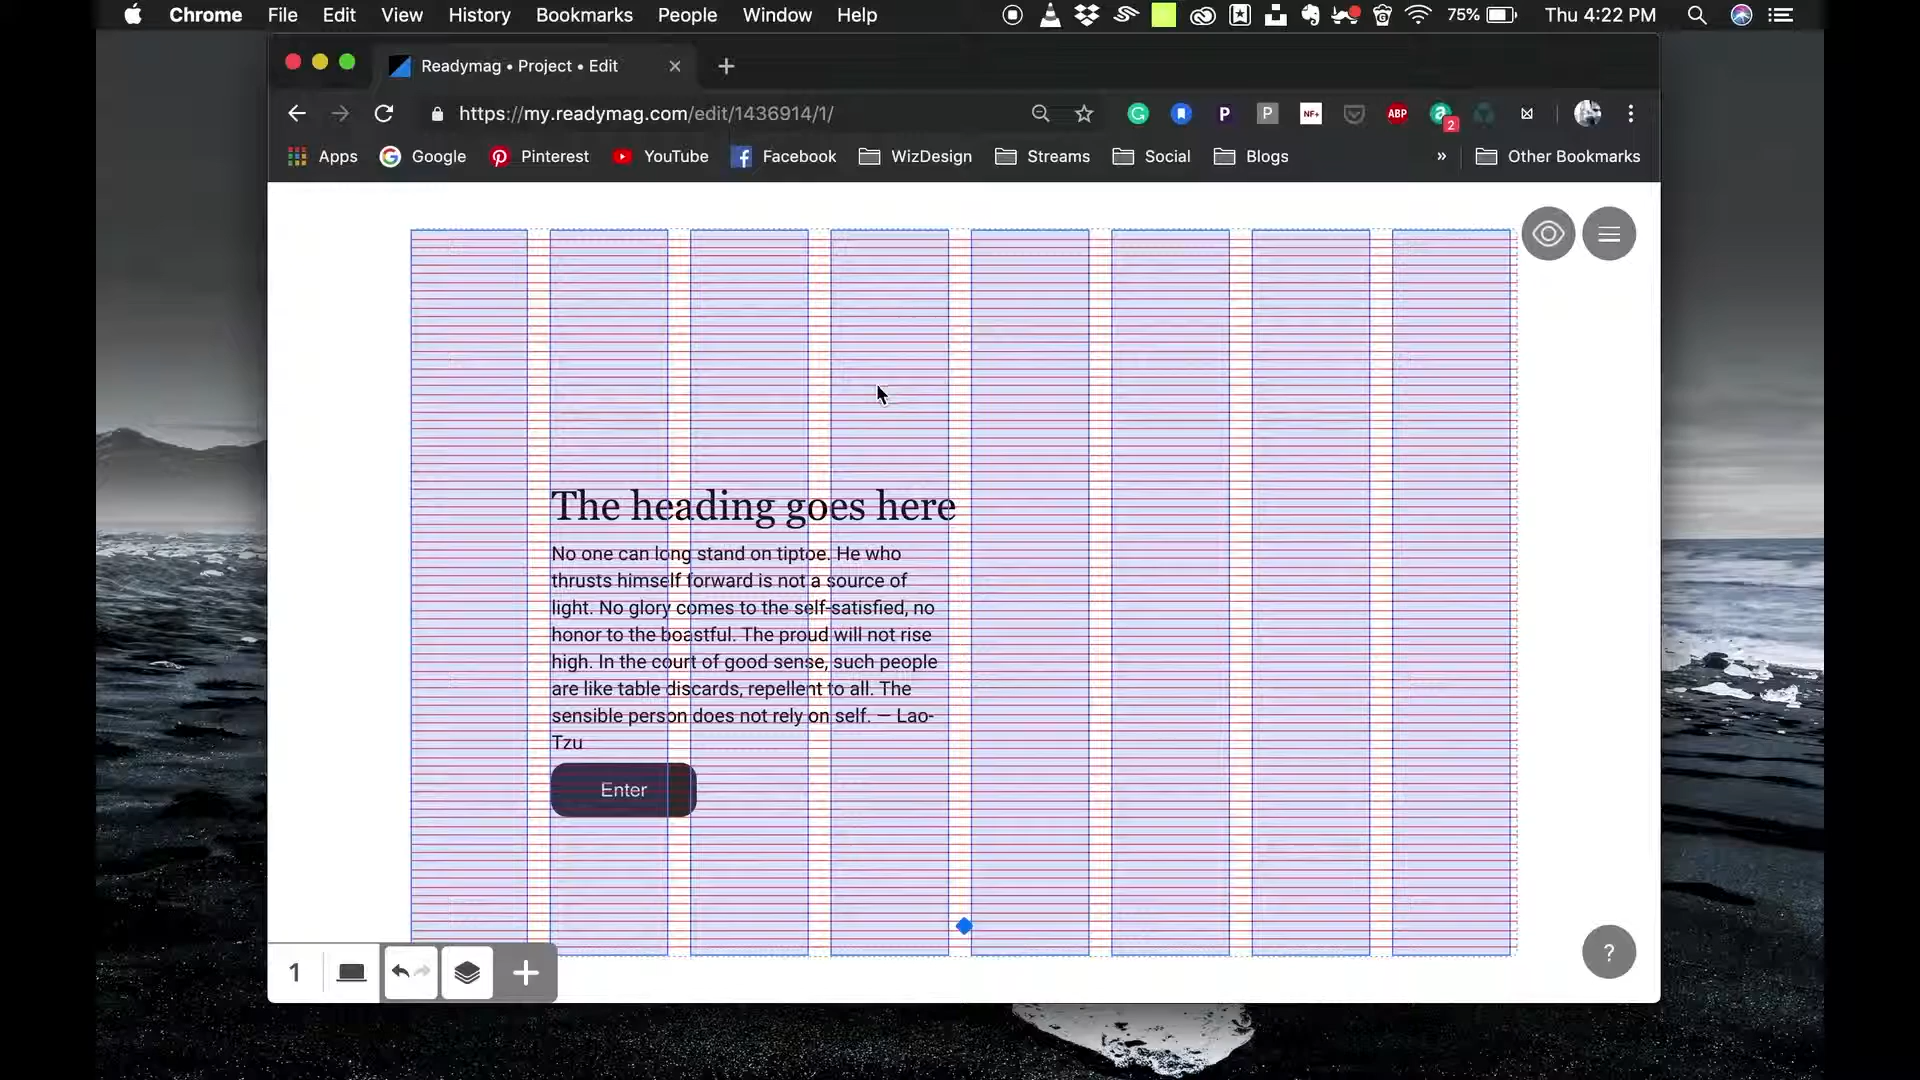 Chrome File Edit View History Bookmarks People Window Help 75% Thu 4:22 PM
Readymag • Project • Edit
https://my.readymag.com/edit/1436914/1/
P P NF+ ABP 2
Apps Google Pinterest YouTube Facebook WizDesign Streams Social Blogs » Other Bookmarks
The heading goes here
No one can long stand on tiptoe. He who
thrusts himself forward is not a source of
light. No glory comes to the self-satisfied, no
honor to the boastful. The proud will not rise
high. In the court of good sense, such people
are like table discards, repellent to all. The
sensible person does not rely on self. — Lao-
Tzu
Enter
1
?